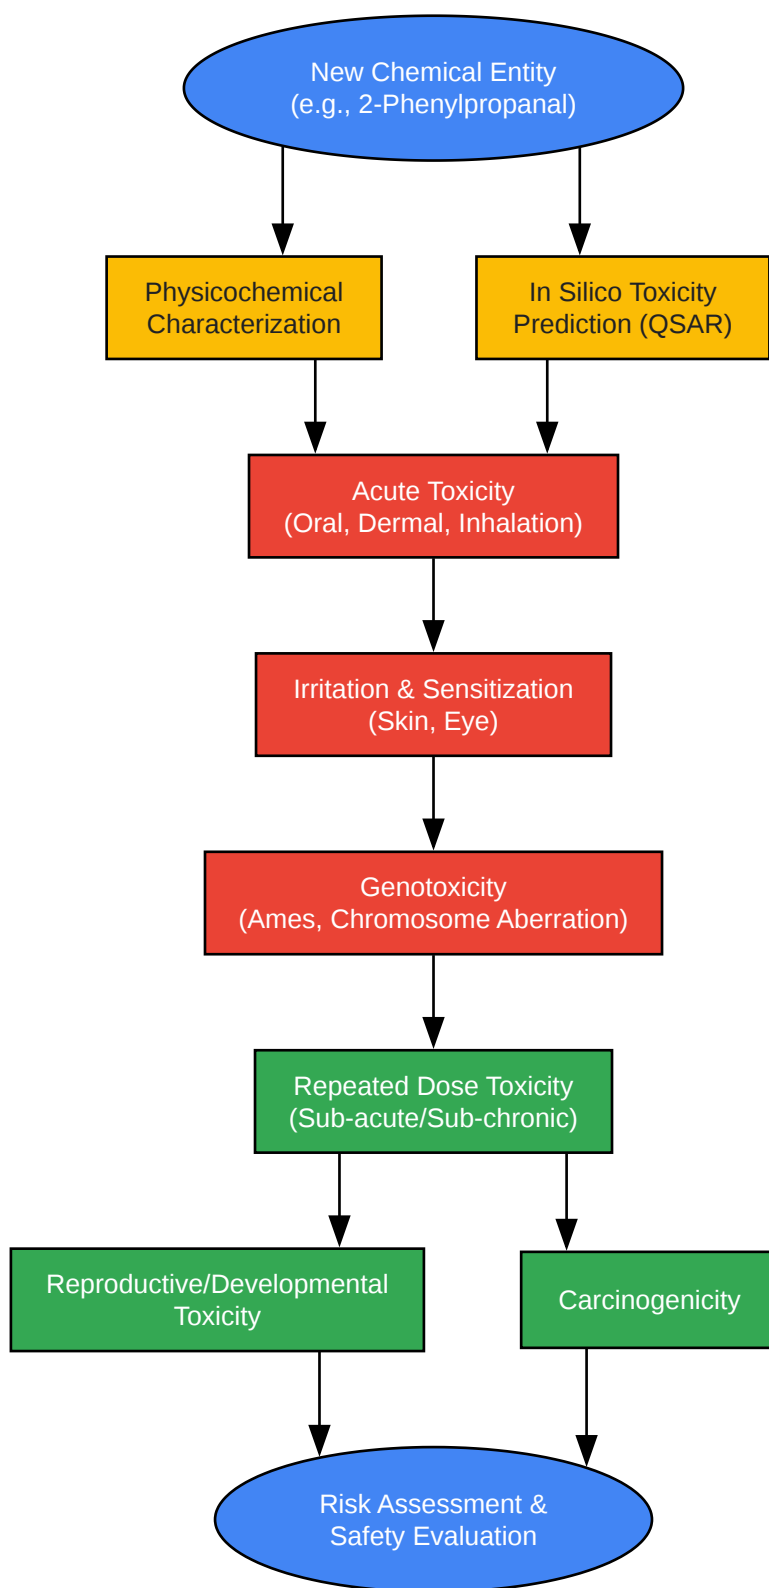 New Chemical Entity
(e.g., 2-Phenylpropanal)
Physicochemical
Characterization
In Silico Toxicity
Prediction (QSAR)
Acute Toxicity
(Oral, Dermal, Inhalation)
Irritation & Sensitization
(Skin, Eye)
Genotoxicity
(Ames, Chromosome Aberration)
Repeated Dose Toxicity
(Sub-acute/Sub-chronic)
Reproductive/Developmental
Toxicity
Carcinogenicity
Risk Assessment &
Safety Evaluation